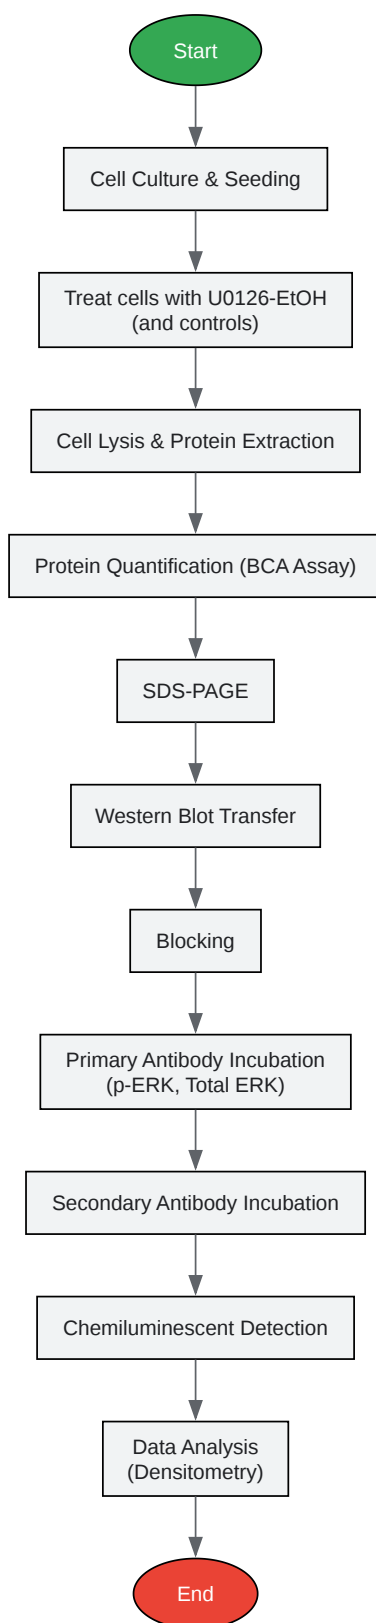 Start
Cell Culture & Seeding
Treat cells with U0126-EtOH
(and controls)
Cell Lysis & Protein Extraction
Protein Quantification (BCA Assay)
SDS-PAGE
Western Blot Transfer
Blocking
Primary Antibody Incubation
(p-ERK, Total ERK)
Secondary Antibody Incubation
Chemiluminescent Detection
Data Analysis
(Densitometry)
End